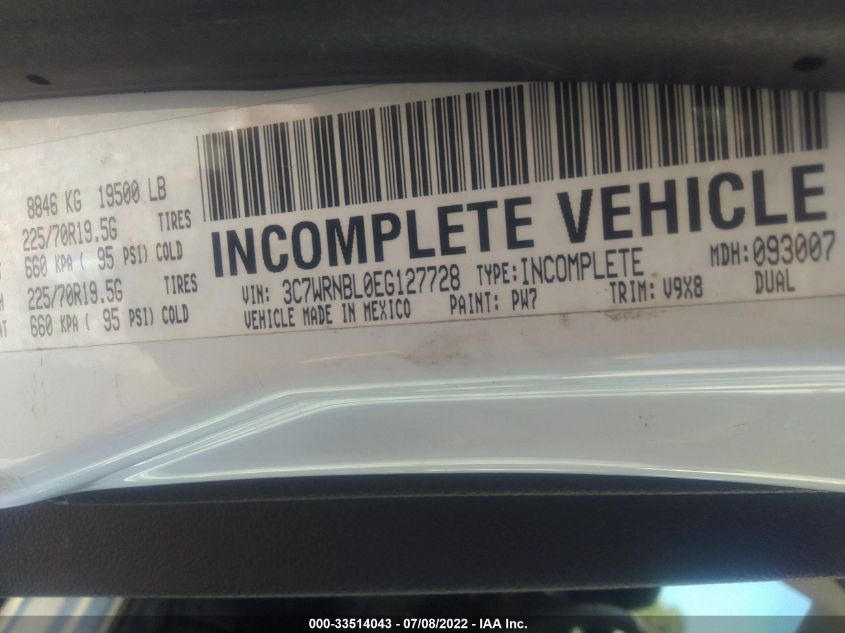 8846 KG 19500 LB
225/70R19.5G TIRES
660 KPA ( 95 PSI) COLD
225/70R19.5G TIRES
660 KPA ( 95 PSI) COLD
INCOMPLETE VEHICLE
VIN: 3C7WRNBL0EG127728 TYPE: INCOMPLETE MDH: 093007
VEHICLE MADE IN MEXICO PAINT: PW7 TRIM: V9X8 DUAL
000-33514043 - 07/08/2022 - IAA Inc.